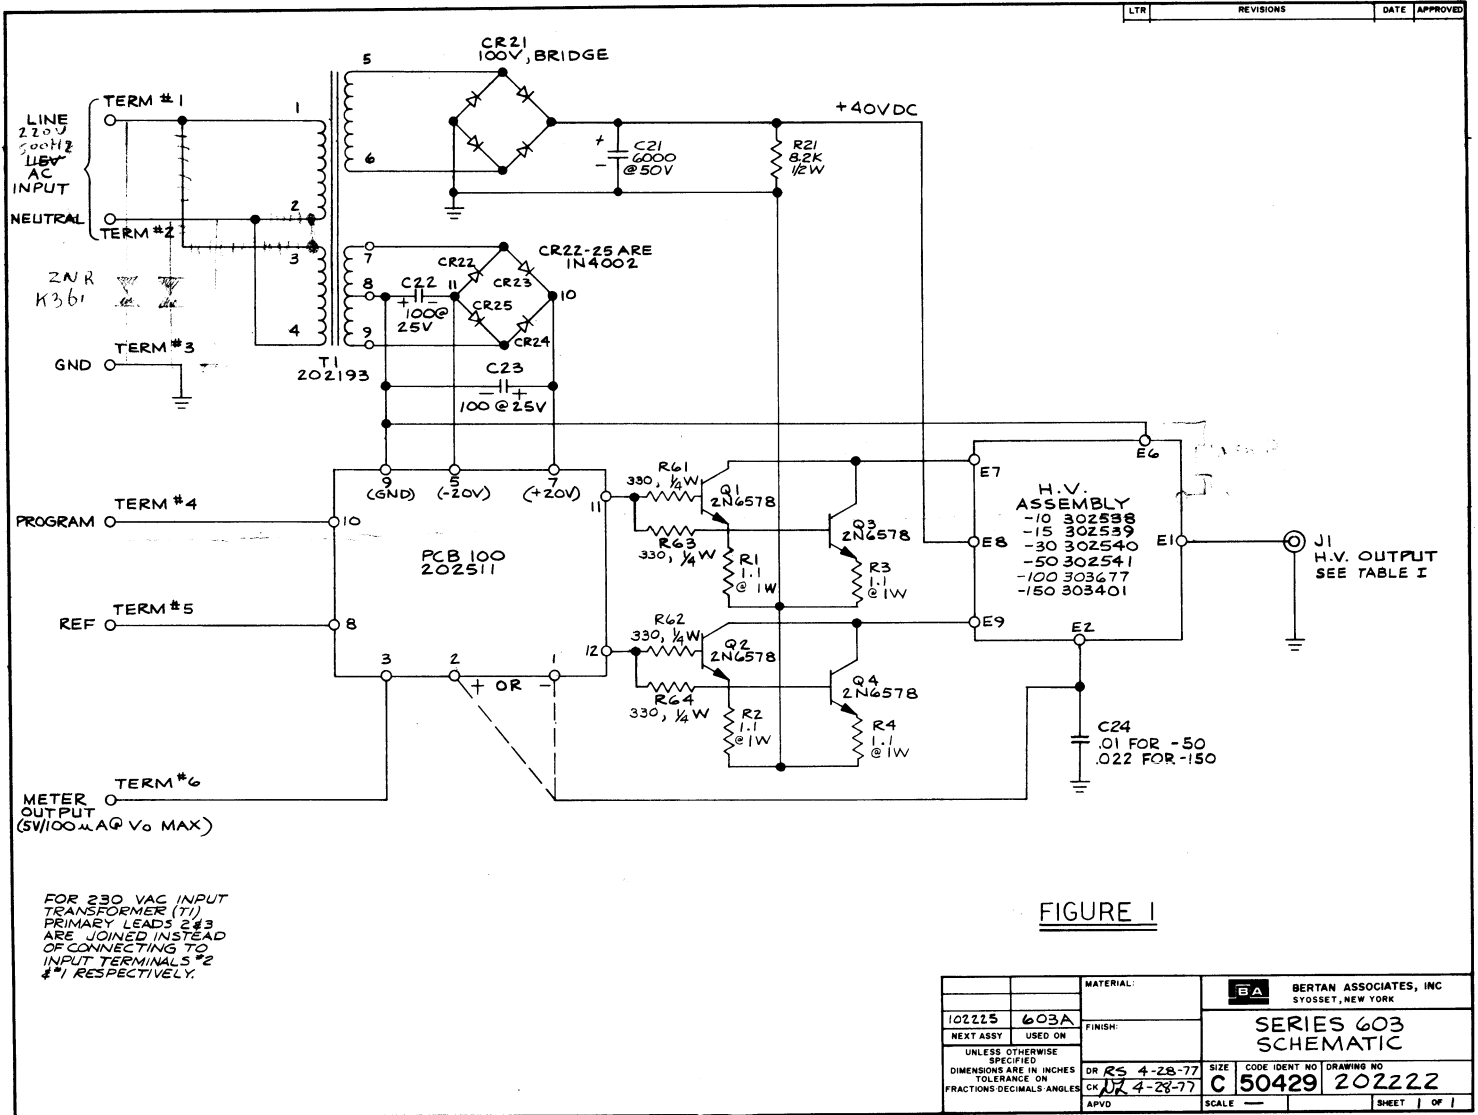 LTR
REVISIONS
DATE
APPROVED
CR21
100V, BRIDGE
5
6
TERM #1
LINE
220V
500HZ
115V
AC
INPUT
NEUTRAL
TERM #2
1
2
3
4
+40VDC
+
-
C21
6000
@50V
R21
8.2K
1/2W
ZNR
K361
TERM #3
GND
T1
202193
7
8
9
C22
+ -
100@
25V
11
CR22
CR23
CR25
CR24
10
CR22-25 ARE
IN4002
C23
- +
100@25V
9
(GND)
5
(-20V)
7
(+20V)
11
TERM #4
PROGRAM
10
PCB 100
202511
TERM #5
REF
8
12
3
2
1
+ OR -
R61
330, 1/4W
Q1
2N6578
R63
330, 1/4W
R1
1.1
@1W
Q3
2N6578
R3
1.1
@1W
R62
330, 1/4W
Q2
2N6578
R64
330, 1/4W
R2
1.1
@1W
Q4
2N6578
R4
1.1
@1W
E7
E6
E8
E1
E9
E2
H.V.
ASSEMBLY
-10 302538
-15 302539
-30 302540
-50 302541
-100 303677
-150 303401
J1
H.V. OUTPUT
SEE TABLE I
C24
.01 FOR -50
.022 FOR -150
TERM #6
METER
OUTPUT
(5V/100µA@ Vo MAX)
FOR 230 VAC INPUT
TRANSFORMER (T1)
PRIMARY LEADS 2&3
ARE JOINED INSTEAD
OF CONNECTING TO
INPUT TERMINALS #2
& #1 RESPECTIVELY.
FIGURE 1
102225
603A
NEXT ASSY
USED ON
UNLESS OTHERWISE
SPECIFIED
DIMENSIONS ARE IN INCHES
TOLERANCE ON
FRACTIONS-DECIMALS-ANGLES
MATERIAL:
FINISH:
DR RS 4-28-77
CK 4-28-77
APVD
BA
BERTAN ASSOCIATES, INC
SYOSSET, NEW YORK
SERIES 603
SCHEMATIC
SIZE
C
CODE IDENT NO
50429
DRAWING NO
202222
SCALE —
SHEET 1 OF 1